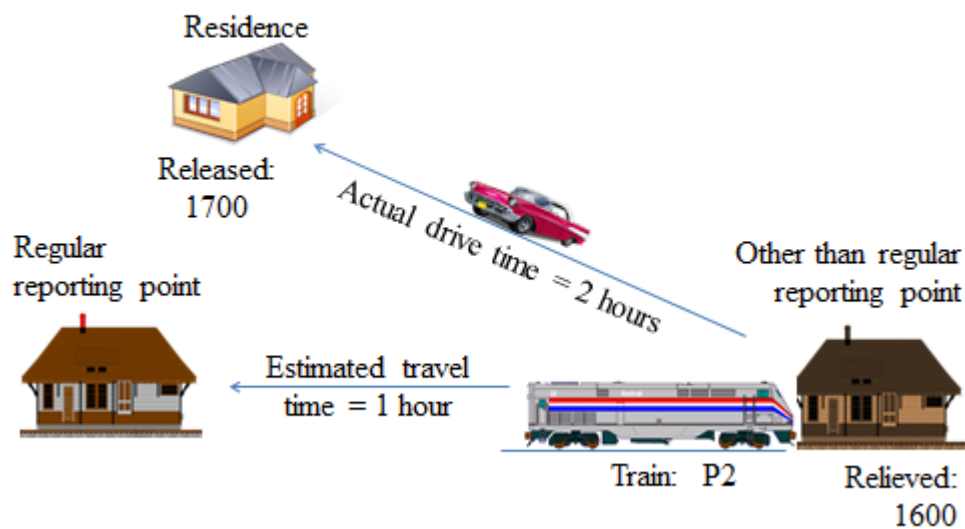 Residence
Released:
1700
Actual drive time = 2 hours
Regular
reporting point
Other than regular
reporting point
Estimated travel
time = 1 hour
Train: P2
Relieved:
1600